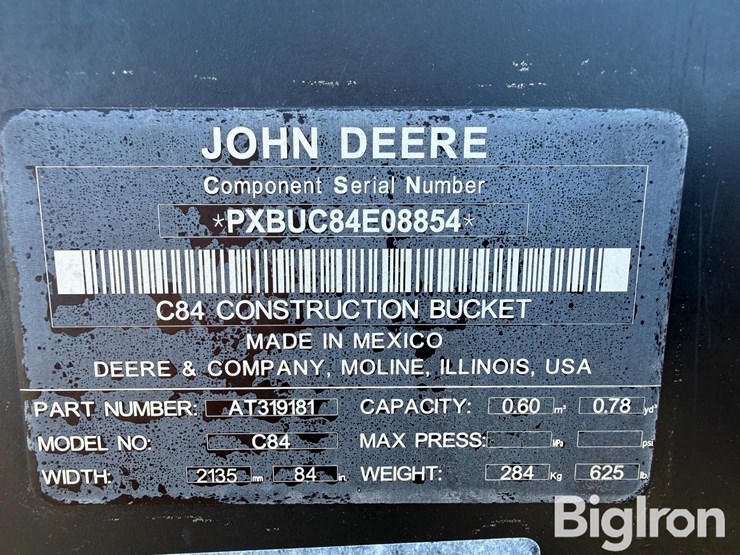 JOHN DEERE
Component Serial Number
*PXBUC84E08854*
C84 CONSTRUCTION BUCKET
MADE IN MEXICO
DEERE & COMPANY, MOLINE, ILLINOIS, USA
PART NUMBER: AT319181 CAPACITY: 0.60 m³ 0.78 yd³
MODEL NO: C84 MAX PRESS: kPa psi
WIDTH: 2135 mm 84 in. WEIGHT: 284 Kg 625 lb
BigIron